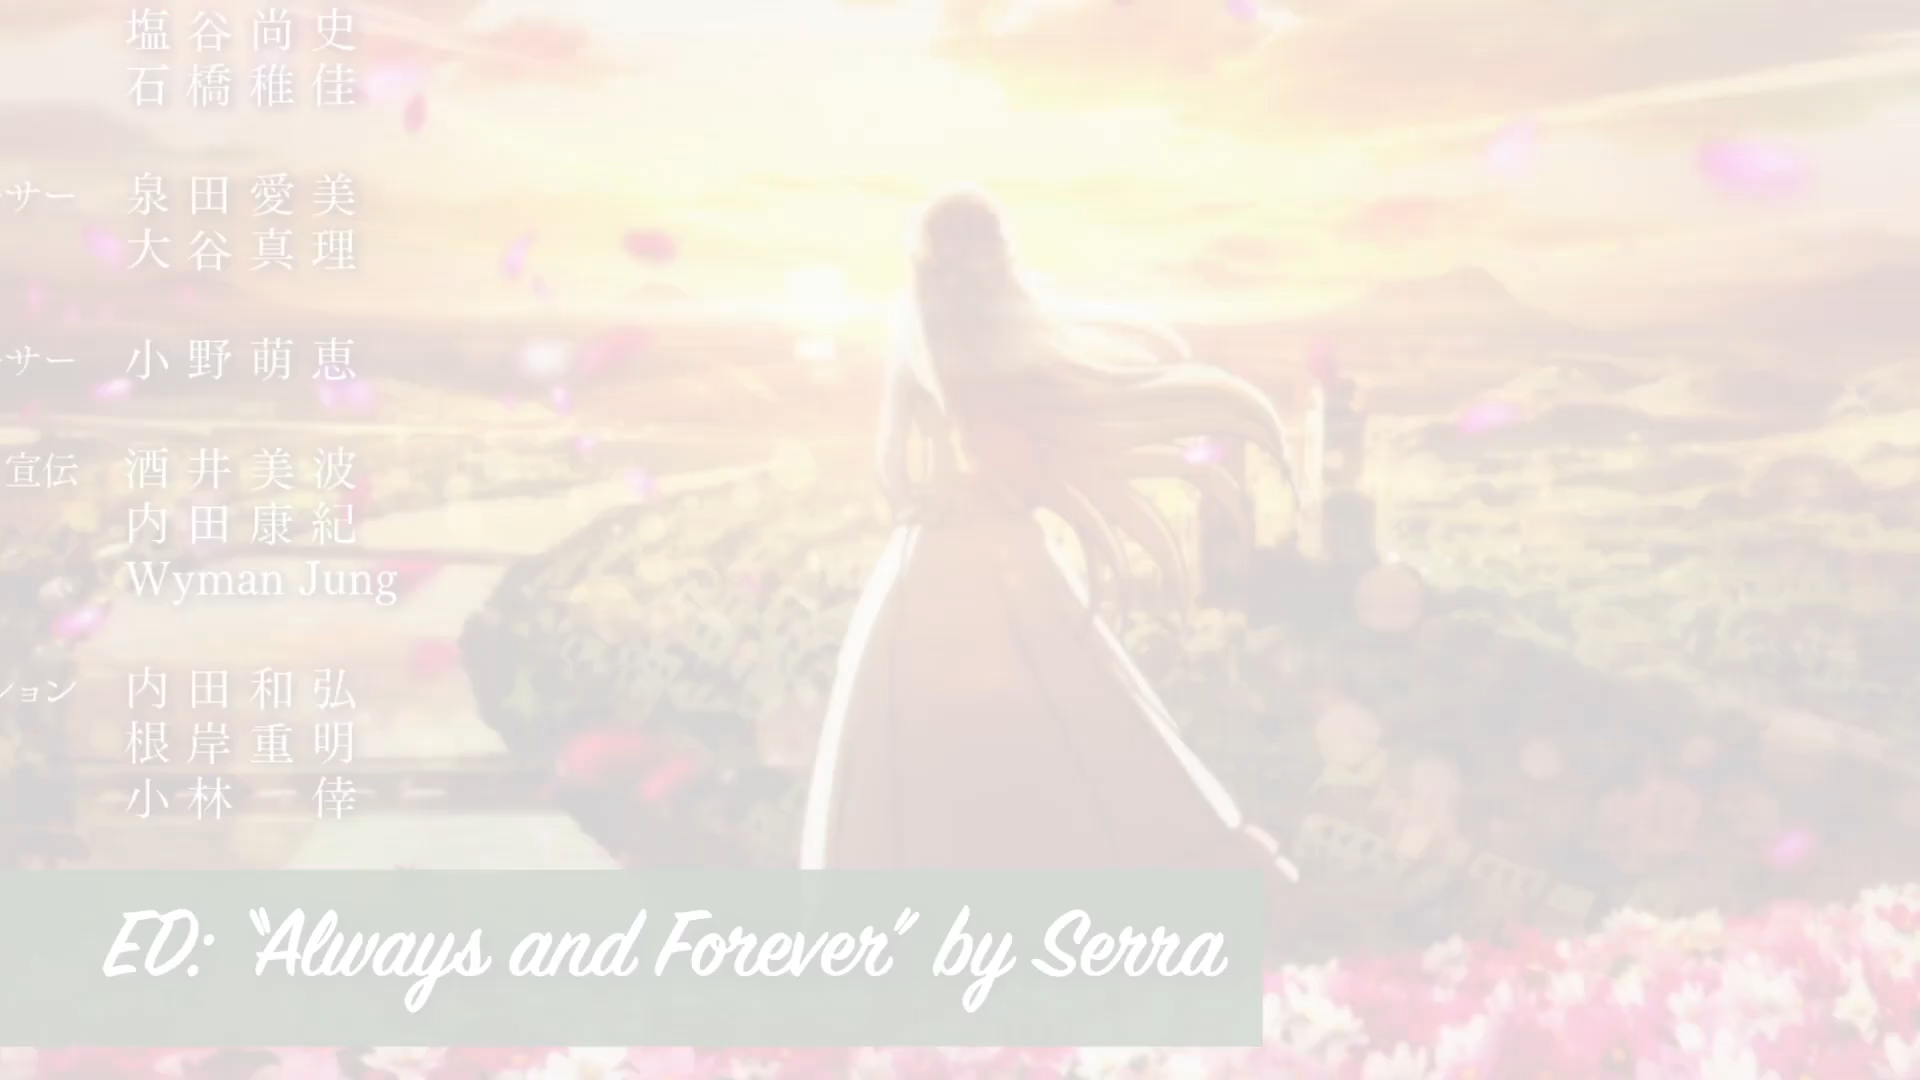 塩谷尚史
石橋稚佳
サー 泉田愛美
大谷真理
サー 小野萌恵
宣伝 酒井美波
内田康紀
Wyman Jung
ション 内田和弘
根岸重明
小林 倖
ED: “Always and Forever” by Serra